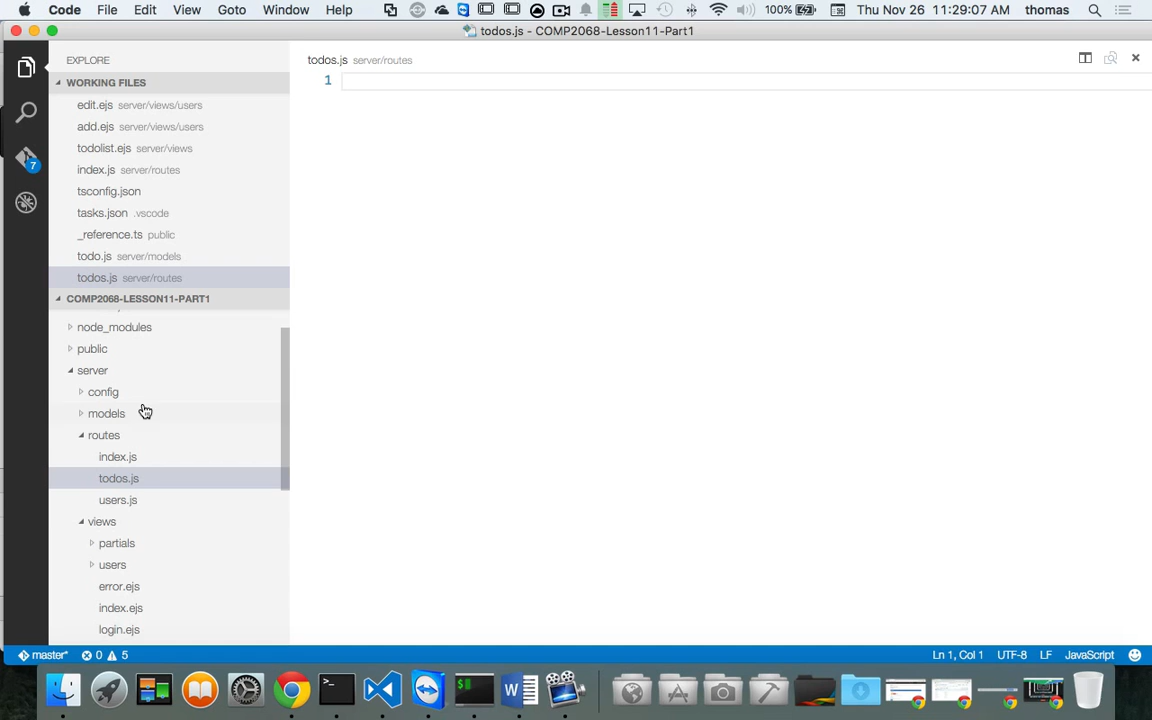 Code File Edit View Goto Window Help 100% Thu Nov 26 11:29:07 AM thomas
todos.js - COMP2068-Lesson11-Part1
EXPLORE
todos.js server/routes
WORKING FILES
1
edit.ejs server/views/users
add.ejs server/views/users
todolist.ejs server/views
index.js server/routes
7
tsconfig.json
tasks.json .vscode
_reference.ts public
todo.js server/models
todos.js server/routes
COMP2068-LESSON11-PART1
node_modules
public
server
config
models
routes
index.js
todos.js
users.js
views
partials
users
error.ejs
index.ejs
login.ejs
master* 0 5 Ln 1, Col 1 UTF-8 LF JavaScript